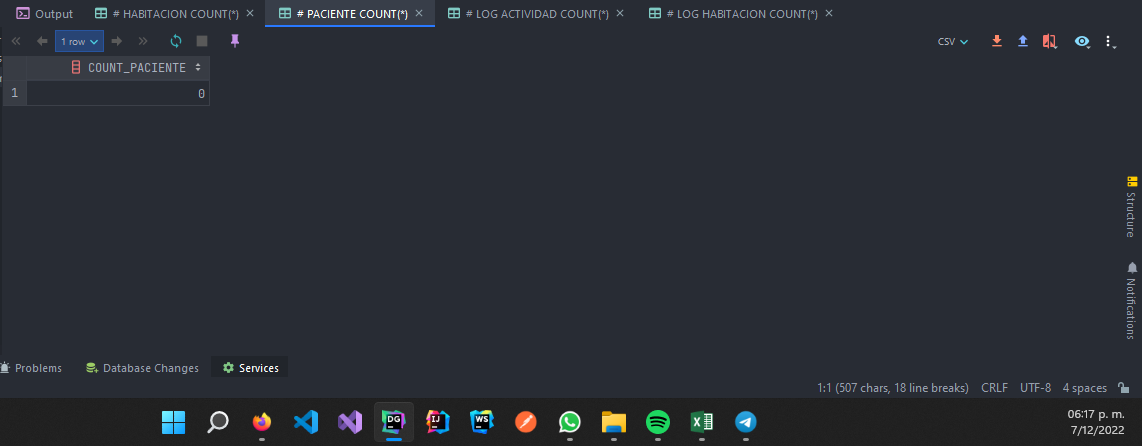 Output
# HABITACION COUNT(*)
# PACIENTE COUNT(*)
# LOG ACTIVIDAD COUNT(*)
# LOG HABITACION COUNT(*)
1 row
CSV
COUNT_PACIENTE
1
0
Structure
Notifications
Problems
Database Changes
Services
1:1 (507 chars, 18 line breaks)
CRLF
UTF-8
4 spaces
DG
IJ
WS
06:17 p. m.
7/12/2022